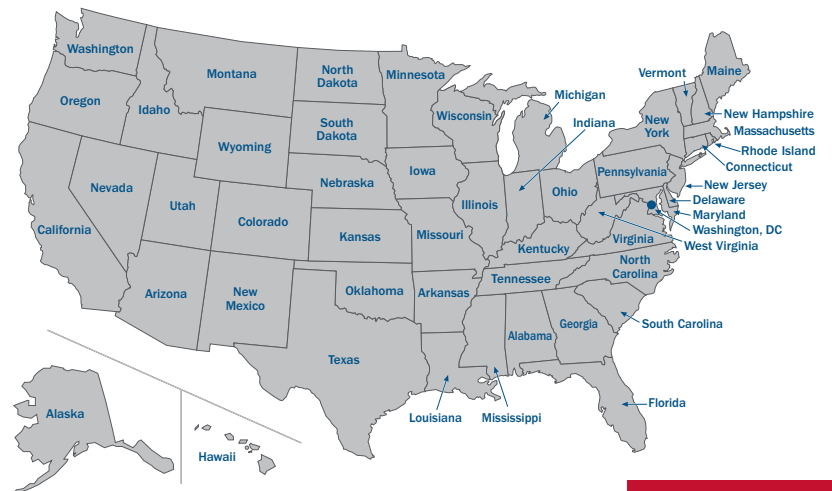 Washington
Oregon
Idaho
Montana
North
Dakota
Minnesota
South
Dakota
Wisconsin
Wyoming
Michigan
Indiana
Vermont
Maine
New
York
New Hampshire
Massachusetts
Rhode Island
Connecticut
Pennsylvania
New Jersey
Delaware
Maryland
Washington, DC
West Virginia
Nevada
Utah
Colorado
Nebraska
Iowa
Illinois
Ohio
California
Kansas
Missouri
Kentucky
Virginia
North
Carolina
Tennessee
Arizona
New
Mexico
Oklahoma
Arkansas
Alabama
Georgia
South Carolina
Texas
Louisiana
Mississippi
Florida
Alaska
Hawaii